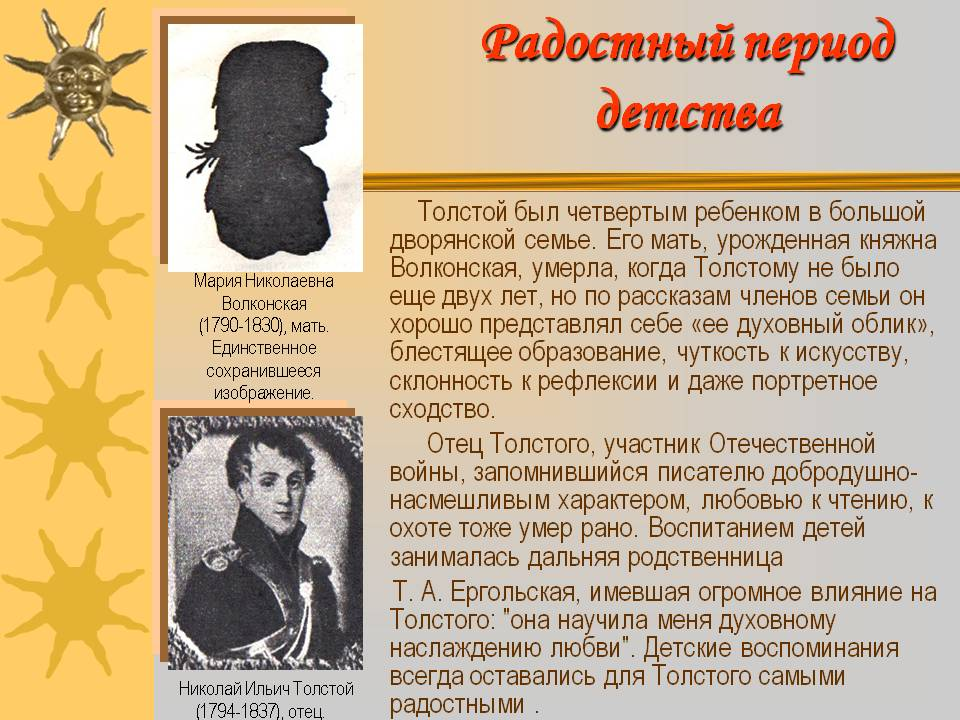 Радостный период
детства
Мария Николаевна
Волконская
(1790-1830), мать.
Единственное
сохранившееся
изображение.
Николай Ильич Толстой
(1794-1837), отец.
Толстой был четвертым ребенком в большой
дворянской семье. Его мать, урожденная княжна
Волконская, умерла, когда Толстому не было
еще двух лет, но по рассказам членов семьи он
хорошо представлял себе «ее духовный облик»,
блестящее образование, чуткость к искусству,
склонность к рефлексии и даже портретное
сходство.
Отец Толстого, участник Отечественной
войны, запомнившийся писателю добродушно-
насмешливым характером, любовью к чтению, к
охоте тоже умер рано. Воспитанием детей
занималась дальняя родственница
Т. А. Ергольская, имевшая огромное влияние на
Толстого: "она научила меня духовному
наслаждению любви". Детские воспоминания
всегда оставались для Толстого самыми
радостными .